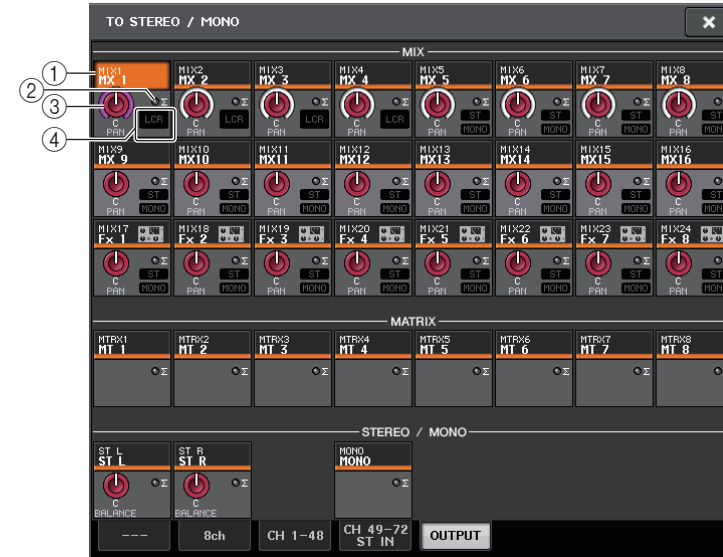 TO STEREO / MONO ×
MIX
① MIX1 MIX2 MIX3 MIX4 MIX5 MIX6 MIX7 MIX8
MX 1 MX 2 MX 3 MX 4 MX 5 MX 6 MX 7 MX 8
② Σ Σ Σ Σ Σ Σ Σ Σ
③ LCR LCR LCR LCR ST ST ST ST
④ C C C C C MONO C MONO C MONO C MONO
PAN PAN PAN PAN PAN PAN PAN PAN
MIX9 MIX10 MIX11 MIX12 MIX13 MIX14 MIX15 MIX16
MX 9 MX10 MX11 MX12 MX13 MX14 MX15 MX16
Σ Σ Σ Σ Σ Σ Σ Σ
ST ST ST ST ST ST ST ST
C MONO C MONO C MONO C MONO C MONO C MONO C MONO C MONO
PAN PAN PAN PAN PAN PAN PAN PAN
MIX17 MIX18 MIX19 MIX20 MIX21 MIX22 MIX23 MIX24
Fx 1 Fx 2 Fx 3 Fx 4 Fx 5 Fx 6 Fx 7 Fx 8
Σ Σ Σ Σ Σ Σ Σ Σ
ST ST ST ST ST ST ST ST
C MONO C MONO C MONO C MONO C MONO C MONO C MONO C MONO
PAN PAN PAN PAN PAN PAN PAN PAN
MATRIX
MTRX1 MTRX2 MTRX3 MTRX4 MTRX5 MTRX6 MTRX7 MTRX8
MT 1 MT 2 MT 3 MT 4 MT 5 MT 6 MT 7 MT 8
Σ Σ Σ Σ Σ Σ Σ Σ
STEREO / MONO
ST L ST R MONO
ST L ST R MONO
Σ Σ Σ
C C
BALANCE BALANCE
--- 8ch CH 1-48 CH 49-72 OUTPUT
ST IN